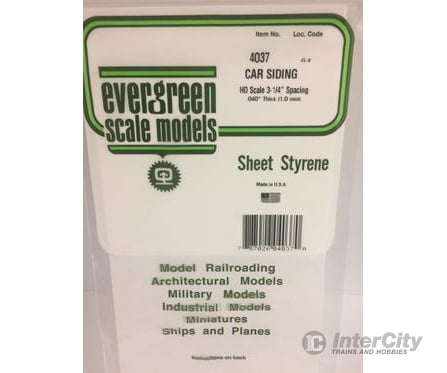 Item No. Loc. Code
4037
CAR SIDING
HO Scale 3-1/4" Spacing
.040" Thick (1.0 mm)
evergreen
scale models
Sheet Styrene
Made in U.S.A
Model Railroading
Architectural Models
Military Models
Industrial Models
Miniatures
Ships and Planes
Instructions on back
InterCity
TRAINS AND HOBBIES